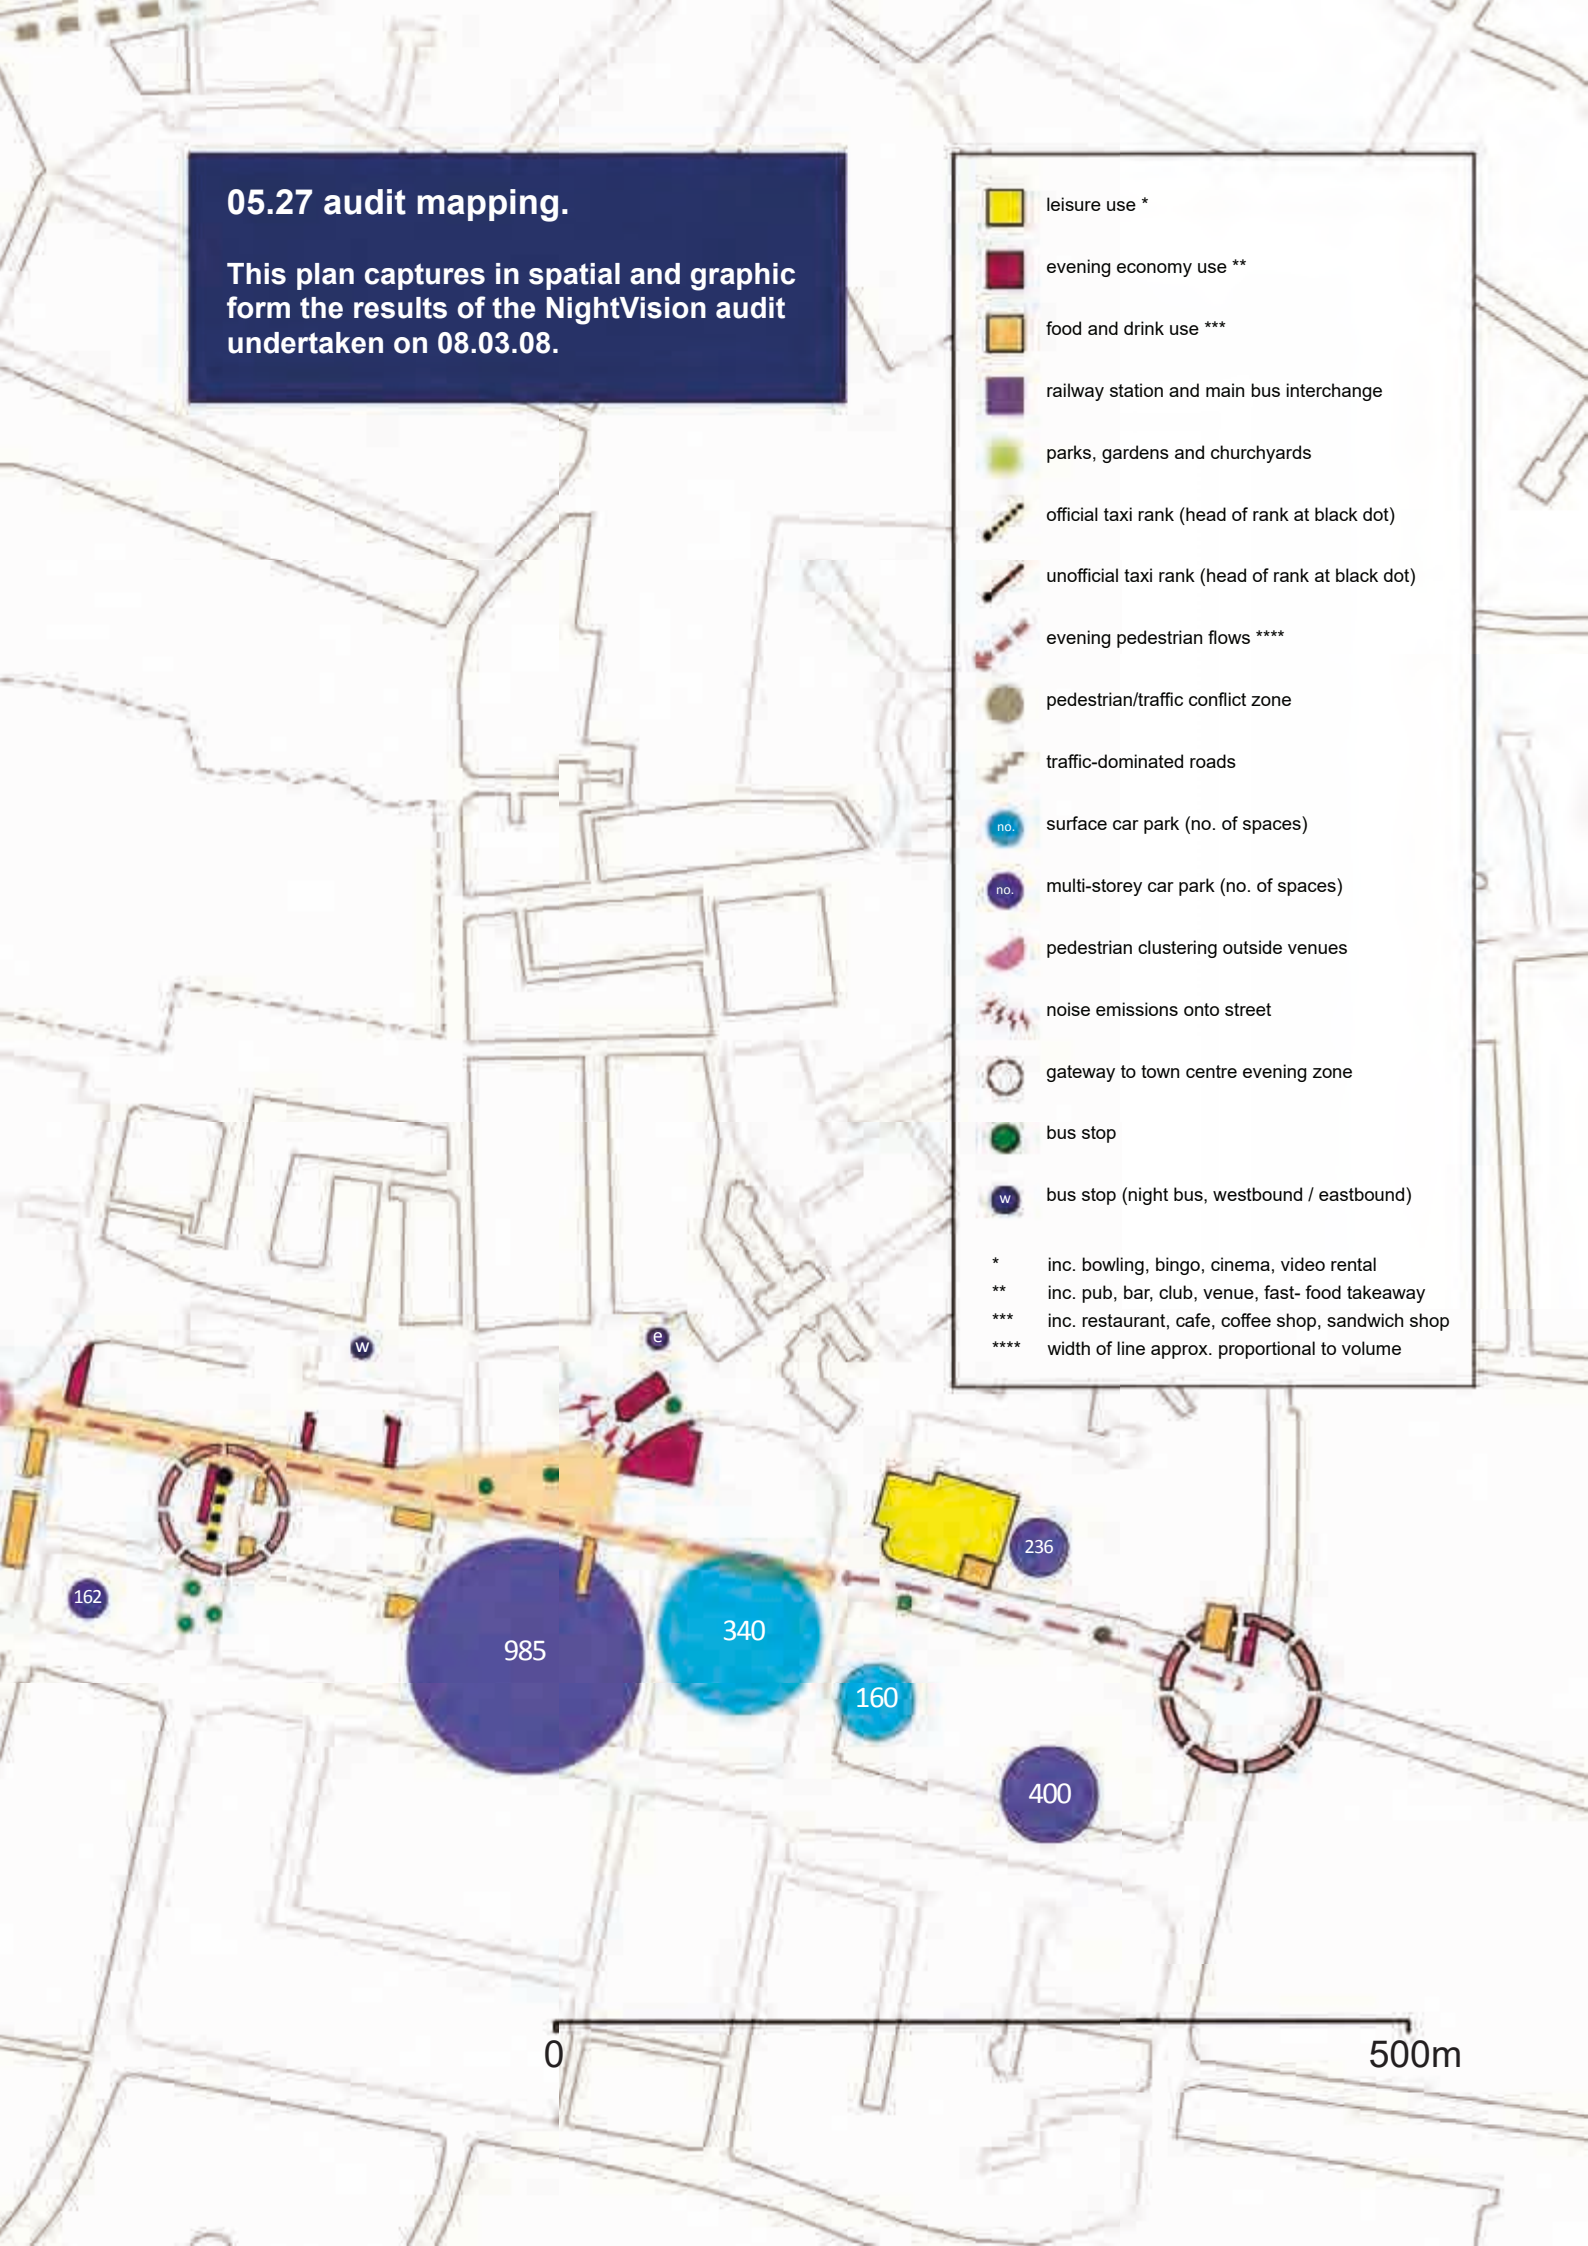 05.27 audit mapping.
This plan captures in spatial and graphic
form the results of the NightVision audit
undertaken on 08.03.08.
leisure use *
evening economy use **
food and drink use ***
railway station and main bus interchange
parks, gardens and churchyards
official taxi rank (head of rank at black dot)
unofficial taxi rank (head of rank at black dot)
evening pedestrian flows ****
pedestrian/traffic conflict zone
traffic-dominated roads
no. surface car park (no. of spaces)
no. multi-storey car park (no. of spaces)
pedestrian clustering outside venues
noise emissions onto street
gateway to town centre evening zone
bus stop
w bus stop (night bus, westbound / eastbound)
* inc. bowling, bingo, cinema, video rental
** inc. pub, bar, club, venue, fast- food takeaway
*** inc. restaurant, cafe, coffee shop, sandwich shop
**** width of line approx. proportional to volume
w
e
236
162
985
340
160
400
0
500m